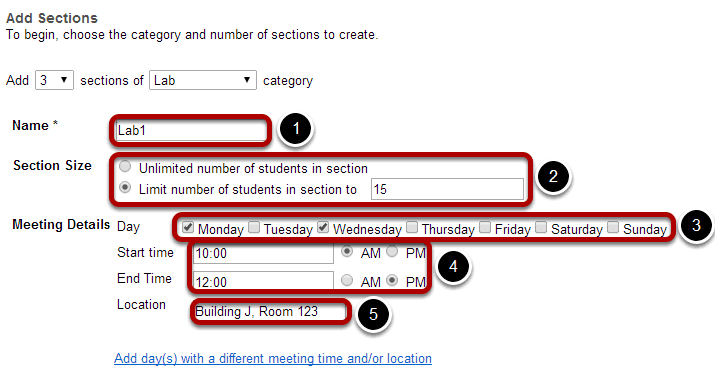 Add Sections
To begin, choose the category and number of sections to create.
Add 3 sections of Lab category
Name * Lab1 1
Section Size Unlimited number of students in section
Limit number of students in section to 15 2
Meeting Details Day Monday Tuesday Wednesday Thursday Friday Saturday Sunday 3
Start time 10:00 AM PM
End Time 12:00 AM PM 4
Location Building J, Room 123 5
Add day(s) with a different meeting time and/or location